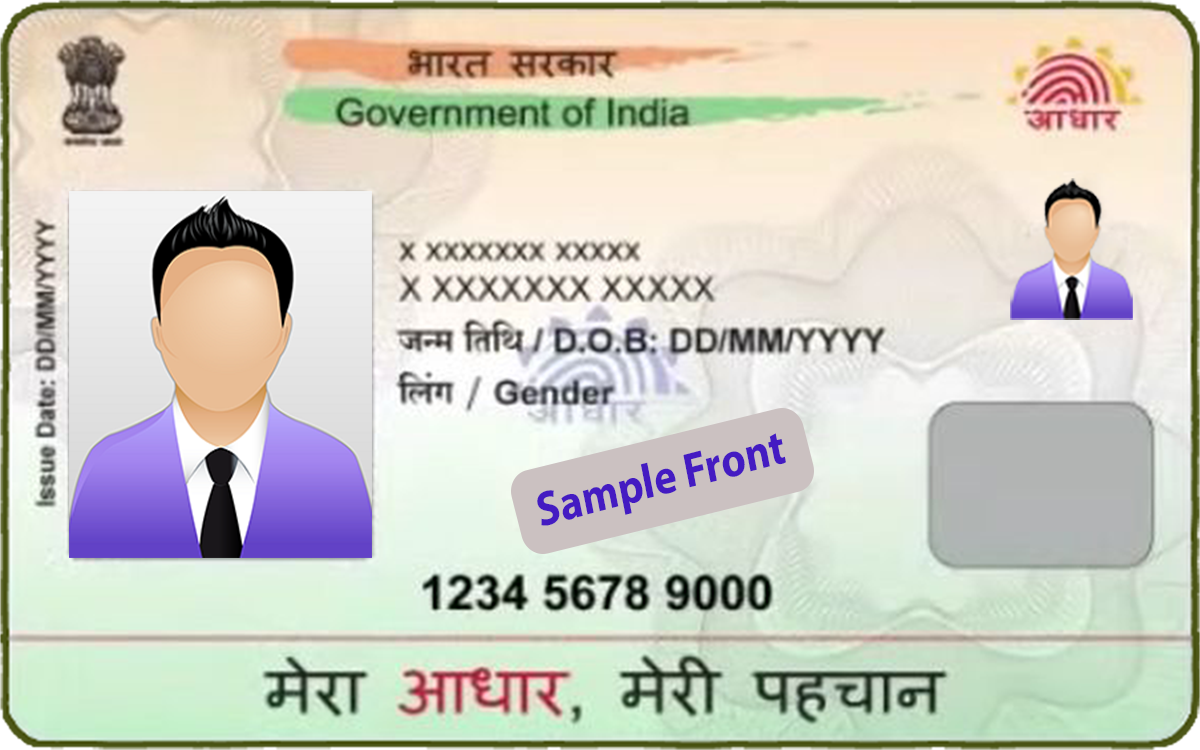 भारत सरकार
Government of India
आधार
Issue Date: DD/MM/YYYY
X XXXXXXX XXXXX
X XXXXXXX XXXXX
जन्म तिथि / D.O.B: DD/MM/YYYY
लिंग / Gender
आधार
Sample Front
1234 5678 9000
मेरा आधार, मेरी पहचान